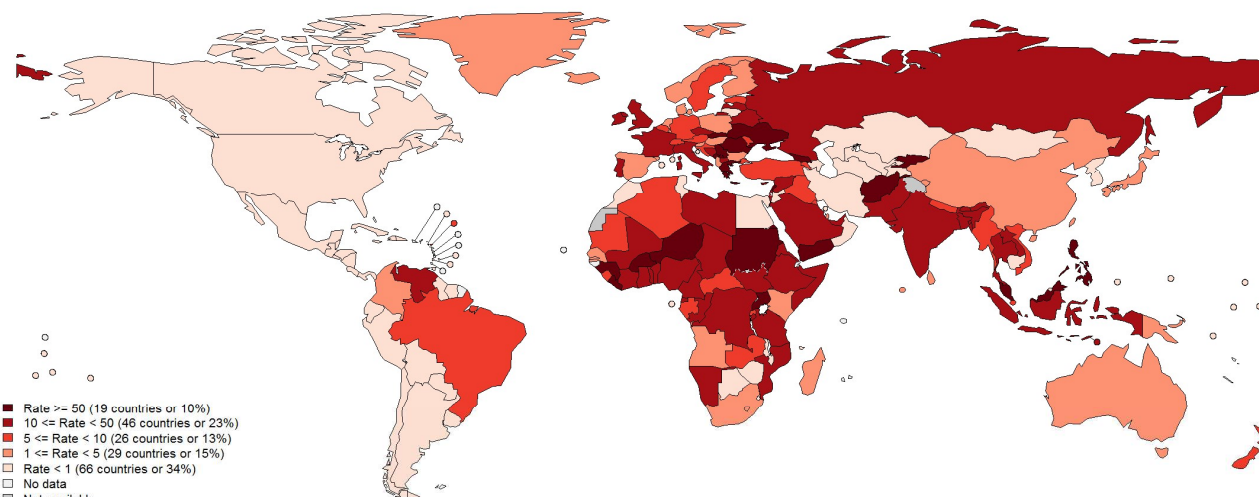 Rate >= 50 (19 countries or 10%)
10 <= Rate < 50 (46 countries or 23%)
5 <= Rate < 10 (26 countries or 13%)
1 <= Rate < 5 (29 countries or 15%)
Rate < 1 (66 countries or 34%)
No data